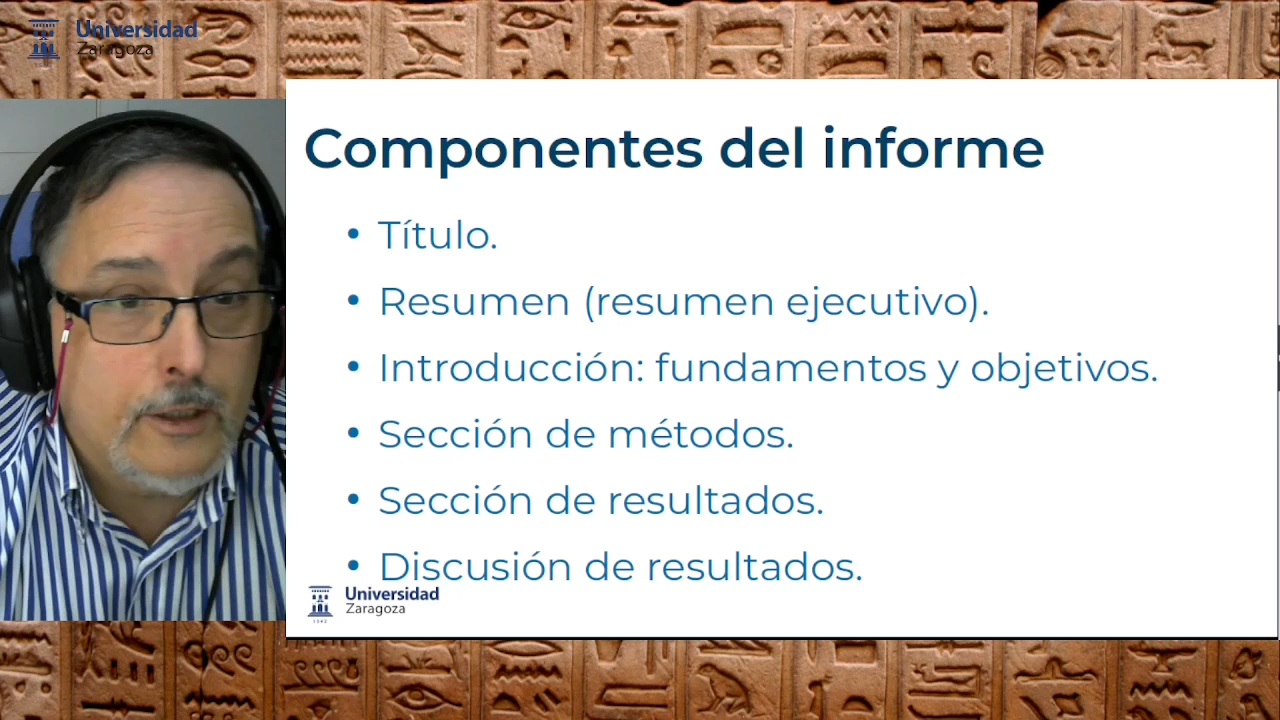 Universidad
Zaragoza
Componentes del informe
• Título.
• Resumen (resumen ejecutivo).
• Introducción: fundamentos y objetivos.
• Sección de métodos.
• Sección de resultados.
• Discusión de resultados.
Universidad
Zaragoza
1542